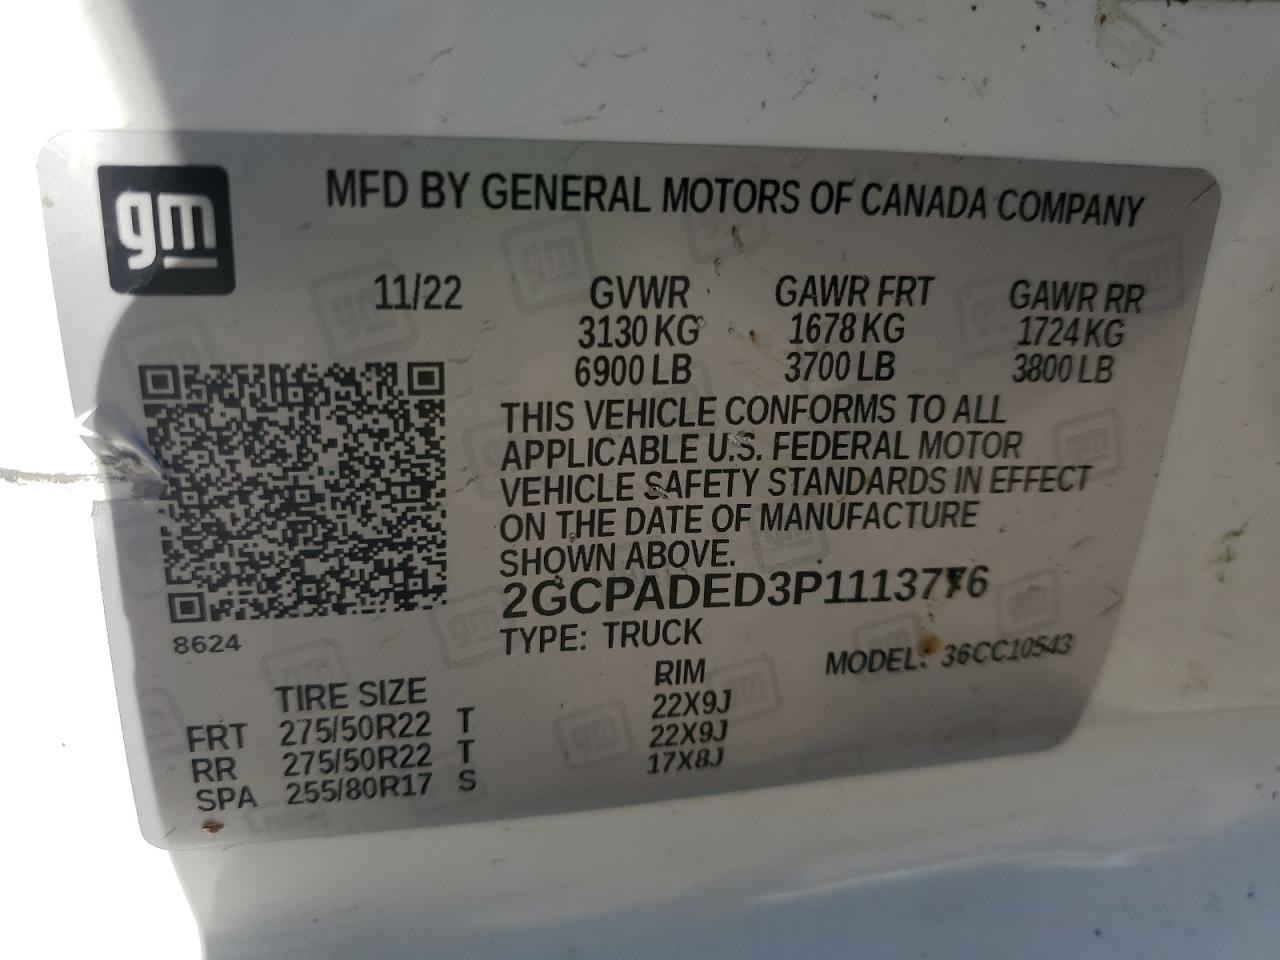 gm
MFD BY GENERAL MOTORS OF CANADA COMPANY
11/22 GVWR GAWR FRT GAWR RR
3130 KG 1678 KG 1724 KG
6900 LB 3700 LB 3800 LB
THIS VEHICLE CONFORMS TO ALL
APPLICABLE U.S. FEDERAL MOTOR
VEHICLE SAFETY STANDARDS IN EFFECT
ON THE DATE OF MANUFACTURE
SHOWN ABOVE.
2GCPADED3P1113776
8624
TYPE: TRUCK MODEL: 36CC10543
TIRE SIZE RIM
FRT 275/50R22 T 22X9J
RR 275/50R22 T 22X9J
SPA 255/80R17 S 17X8J